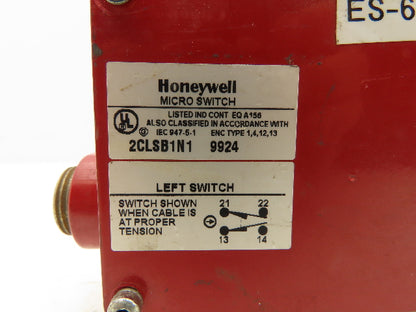 ES-6
Honeywell
MICRO SWITCH
LISTED IND CONT EQ A156
UL
ALSO CLASSIFIED IN ACCORDANCE WITH
IEC 947-5-1 ENC TYPE 1,4,12,13
2CLSB1N1 9924
LEFT SWITCH
SWITCH SHOWN
WHEN CABLE IS
AT PROPER
TENSION
21 22
13 14